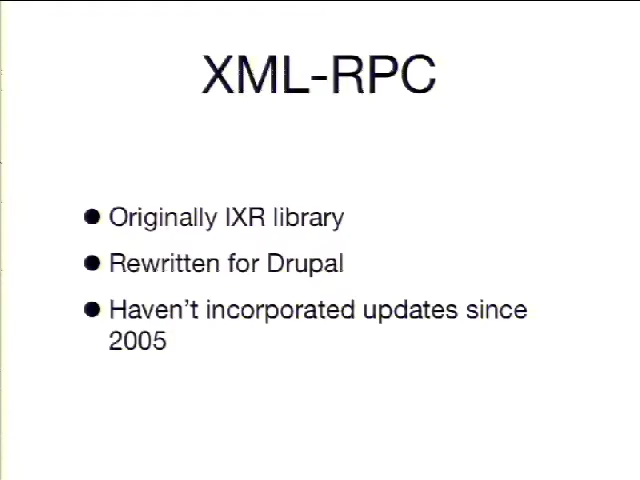 XML-RPC
● Originally IXR library
● Rewritten for Drupal
● Haven't incorporated updates since
2005